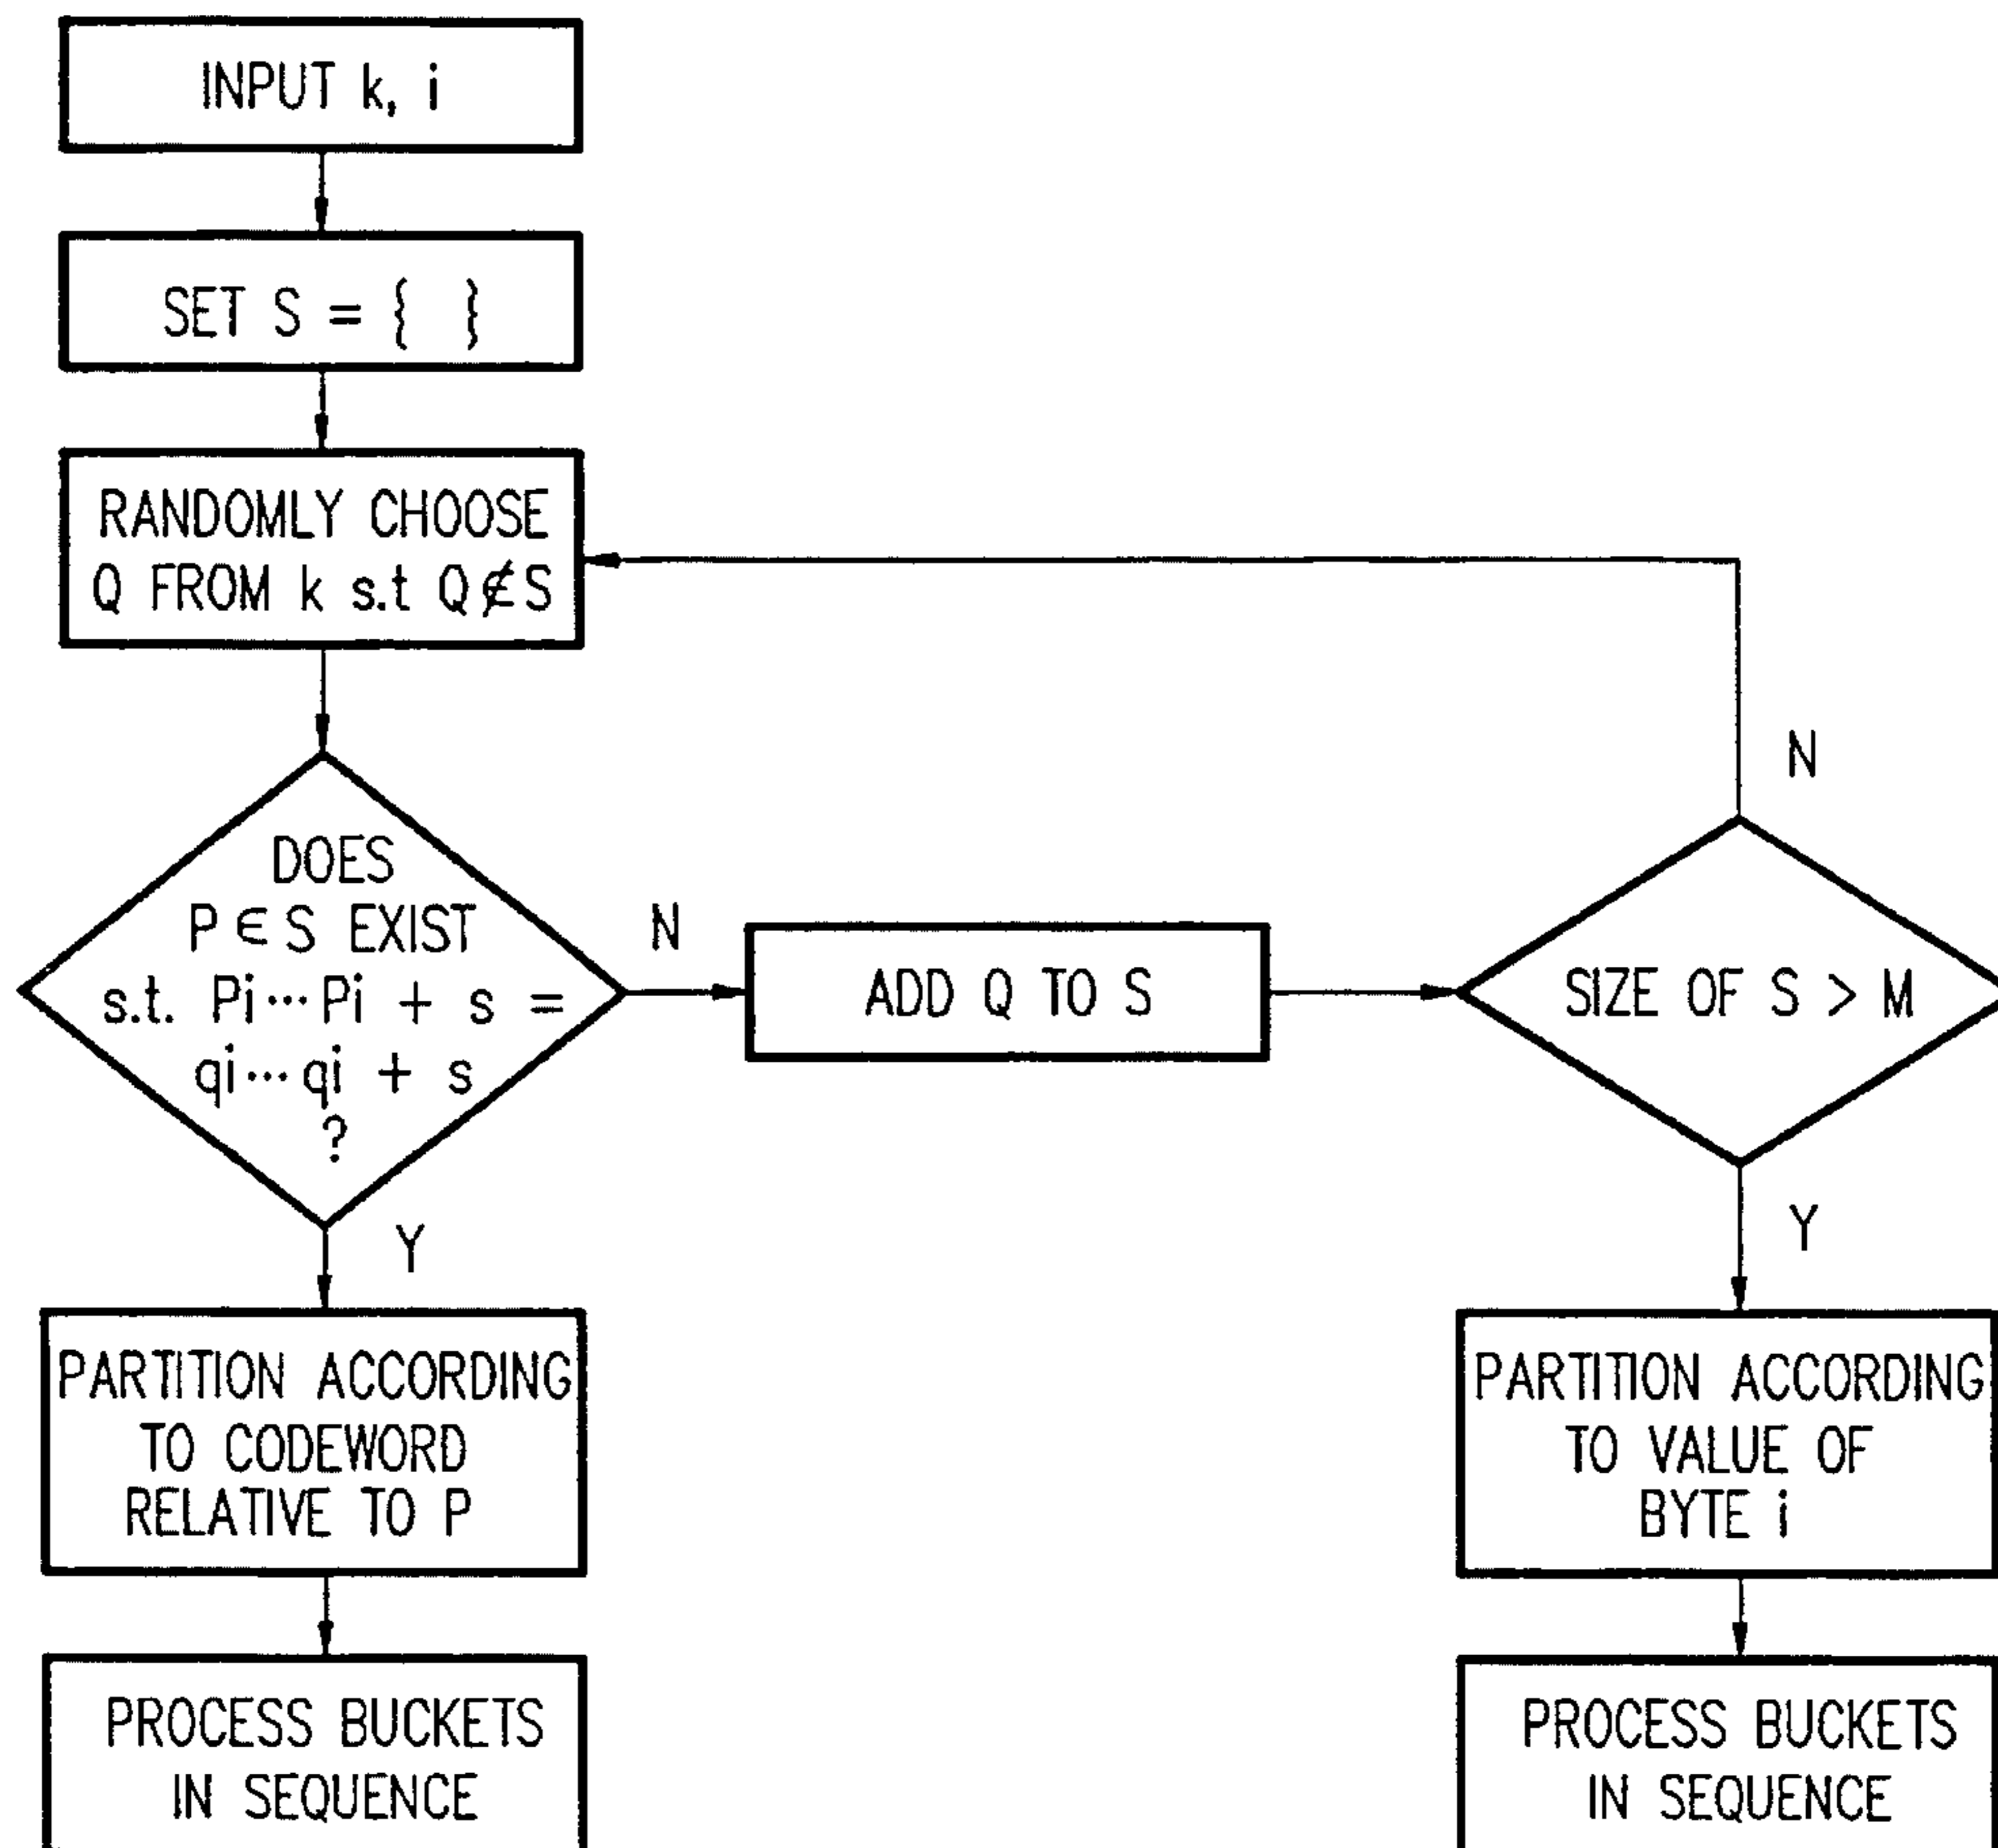 INPUT k, i
SET S = { }
RANDOMLY CHOOSE
Q FROM k s.t Q∉S
DOES
P ∈ S EXIST
s.t. Pi···Pi + s =
qi···qi + s
?
N
ADD Q TO S
SIZE OF S > M
N
Y
Y
PARTITION ACCORDING
TO CODEWORD
RELATIVE TO P
PARTITION ACCORDING
TO VALUE OF
BYTE i
PROCESS BUCKETS
IN SEQUENCE
PROCESS BUCKETS
IN SEQUENCE